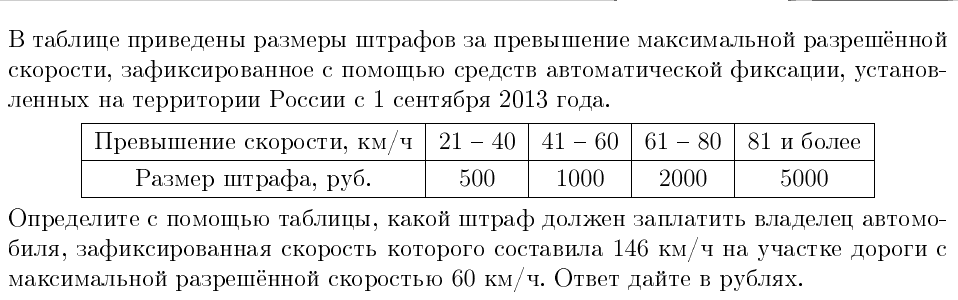 В таблице приведены размеры штрафов за превышение максимальной разрешённой
скорости, зафиксированное с помощью средств автоматической фиксации, установ-
ленных на территории России с 1 сентября 2013 года.
Превышение скорости, км/ч 21 – 40 41 – 60 61 – 80 81 и более
Размер штрафа, руб. 500 1000 2000 5000
Определите с помощью таблицы, какой штраф должен заплатить владелец автомо-
биля, зафиксированная скорость которого составила 146 км/ч на участке дороги с
максимальной разрешённой скоростью 60 км/ч. Ответ дайте в рублях.